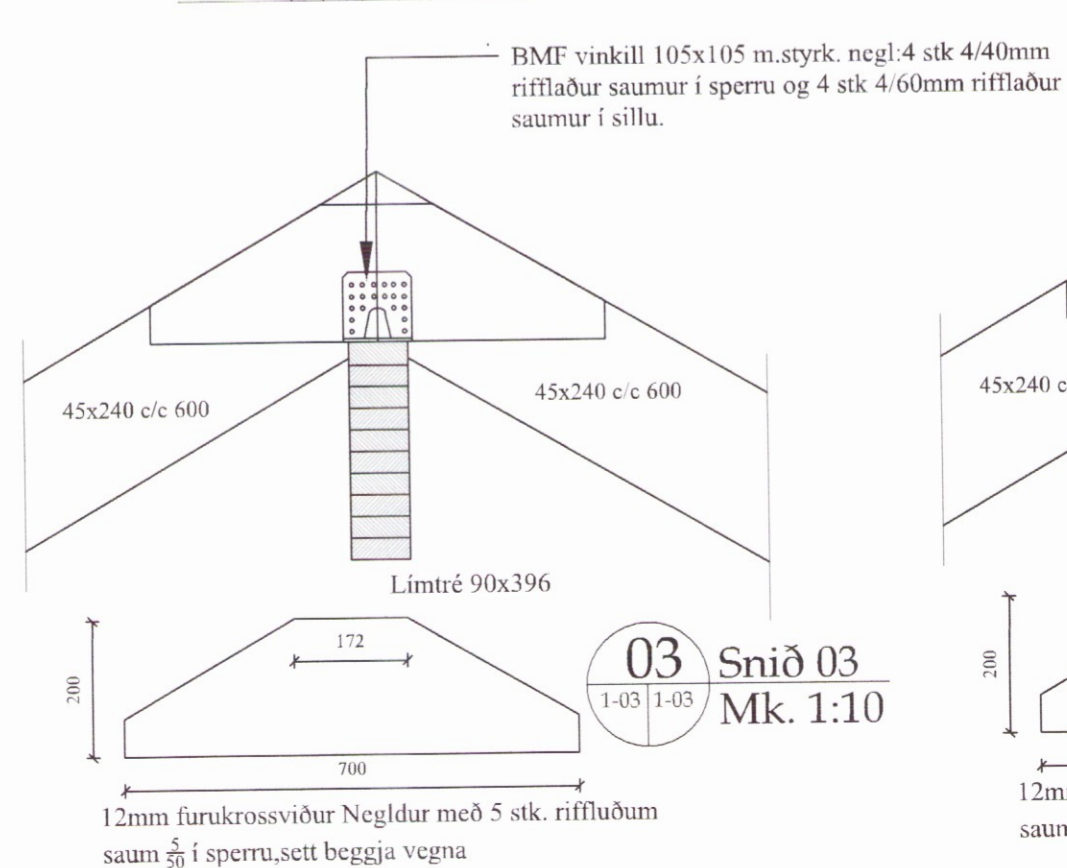 BMF vinkill 105x105 m.styrk. negl:4 stk 4/40mm
rifflaður saumur í sperru og 4 stk 4/60mm rifflaður
saumur í sillu.
45x240 c/c 600
45x240 c/c 600
45x240 c
Límtré 90x396
172
200
700
03
1-03 1-03
Snið 03
Mk. 1:10
200
12mm furukrossviður Negldur með 5 stk. riffluðum
saum 5/50 í sperru,sett beggja vegna
12m
saum